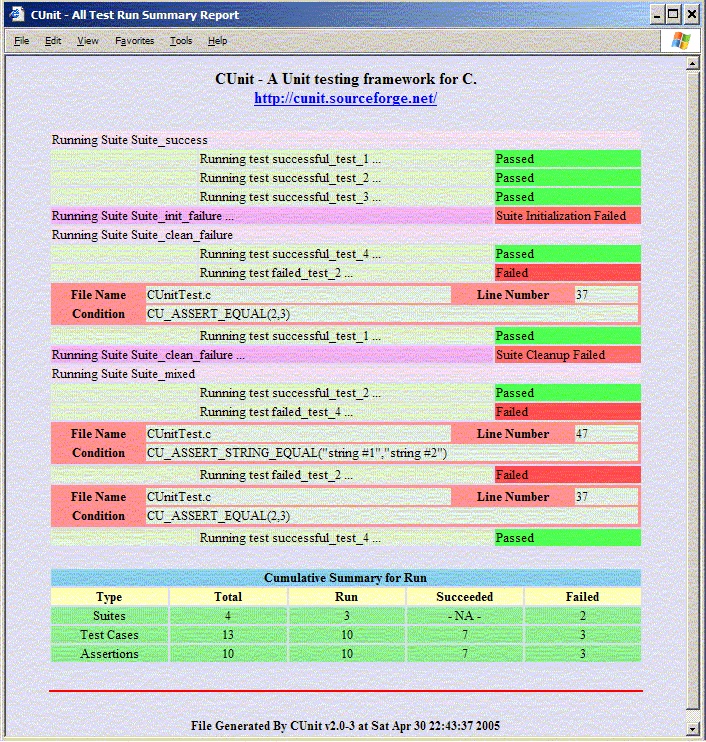 CUnit - All Test Run Summary Report
File Edit View Favorites Tools Help
CUnit - A Unit testing framework for C.
http://cunit.sourceforge.net/
Running Suite Suite_success
Running test successful_test_1 ... Passed
Running test successful_test_2 ... Passed
Running test successful_test_3 ... Passed
Running Suite Suite_init_failure ... Suite Initialization Failed
Running Suite Suite_clean_failure
Running test successful_test_4 ... Passed
Running test failed_test_2 ... Failed
File Name CUnitTest.c Line Number 37
Condition CU_ASSERT_EQUAL(2,3)
Running test successful_test_1 ... Passed
Running Suite Suite_clean_failure ... Suite Cleanup Failed
Running Suite Suite_mixed
Running test successful_test_2 ... Passed
Running test failed_test_4 ... Failed
File Name CUnitTest.c Line Number 47
Condition CU_ASSERT_STRING_EQUAL("string #1","string #2")
Running test failed_test_2 ... Failed
File Name CUnitTest.c Line Number 37
Condition CU_ASSERT_EQUAL(2,3)
Running test successful_test_4 ... Passed
Cumulative Summary for Run
Type Total Run Succeeded Failed
Suites 4 3 - NA - 2
Test Cases 13 10 7 3
Assertions 10 10 7 3
File Generated By CUnit v2.0-3 at Sat Apr 30 22:43:37 2005